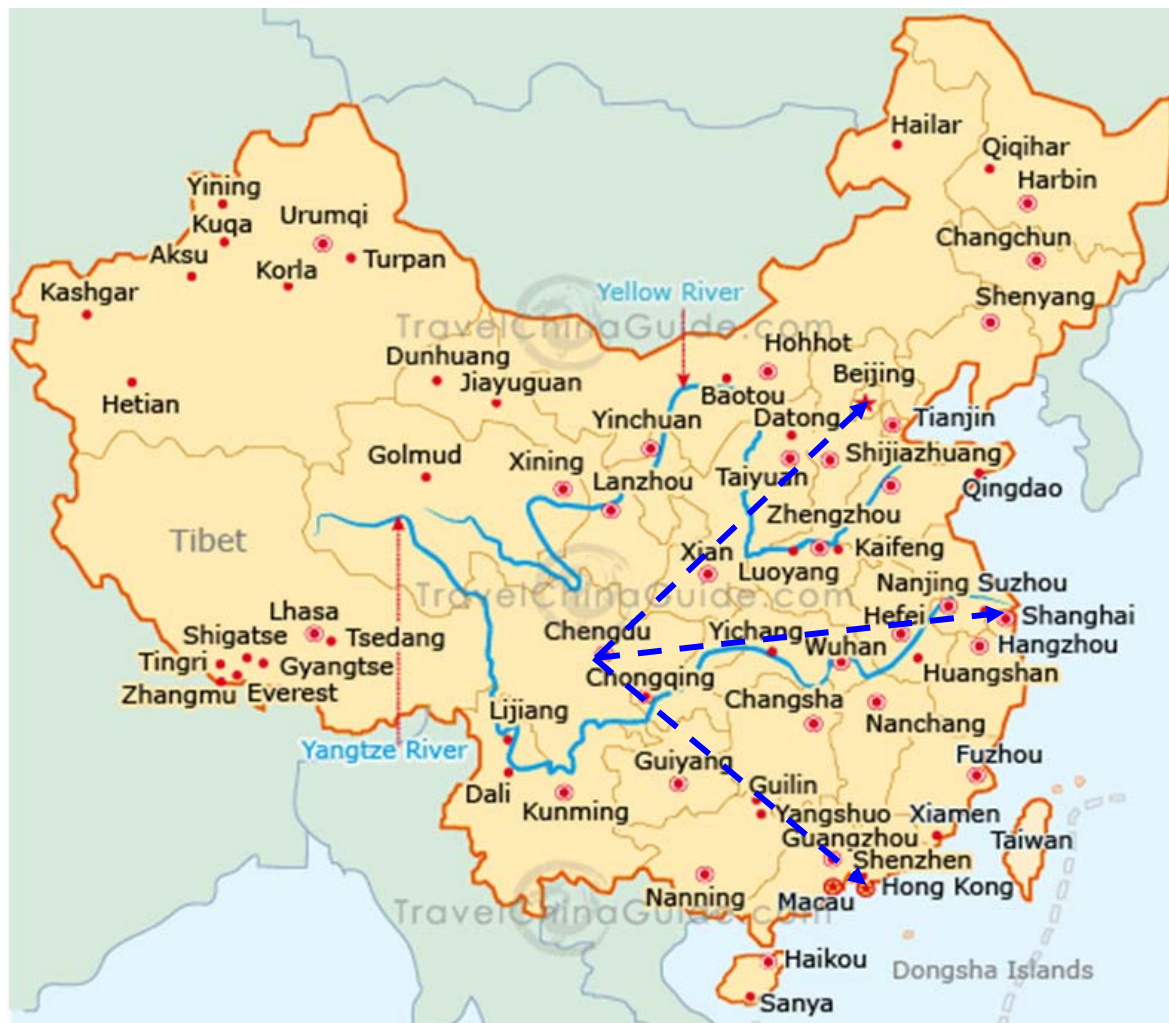 Hailar
Qiqihar
Harbin
Yining
Urumqi
Kuqa
Changchun
Aksu
Korla
Turpan
Kashgar
Yellow River
Shenyang
TravelChinaGuide.com
Hohhot
Dunhuang
Beijing
Jiayuguan
Baotou
Hetian
Yinchuan
Datong
Tianjin
Golmud
Xining
Shijiazhuang
Lanzhou
Taiyuan
Qingdao
Zhengzhou
Tibet
Xian
Kaifeng
Luoyang
Nanjing
Suzhou
TravelChinaGuide.com
Lhasa
Hefei
Shanghai
Chengdu
Yichang
Shigatse
Tsedang
Wuhan
Hangzhou
Tingri
Gyangtse
Huangshan
Zhangmu
Everest
Chongqing
Changsha
Lijiang
Nanchang
Yangtze River
Fuzhou
Guiyang
Dali
Guilin
Kunming
Yangshuo
Xiamen
Guangzhou
Taiwan
Shenzhen
Nanning
Macau
Hong Kong
TravelChinaGuide.com
Haikou
Dongsha Islands
Sanya